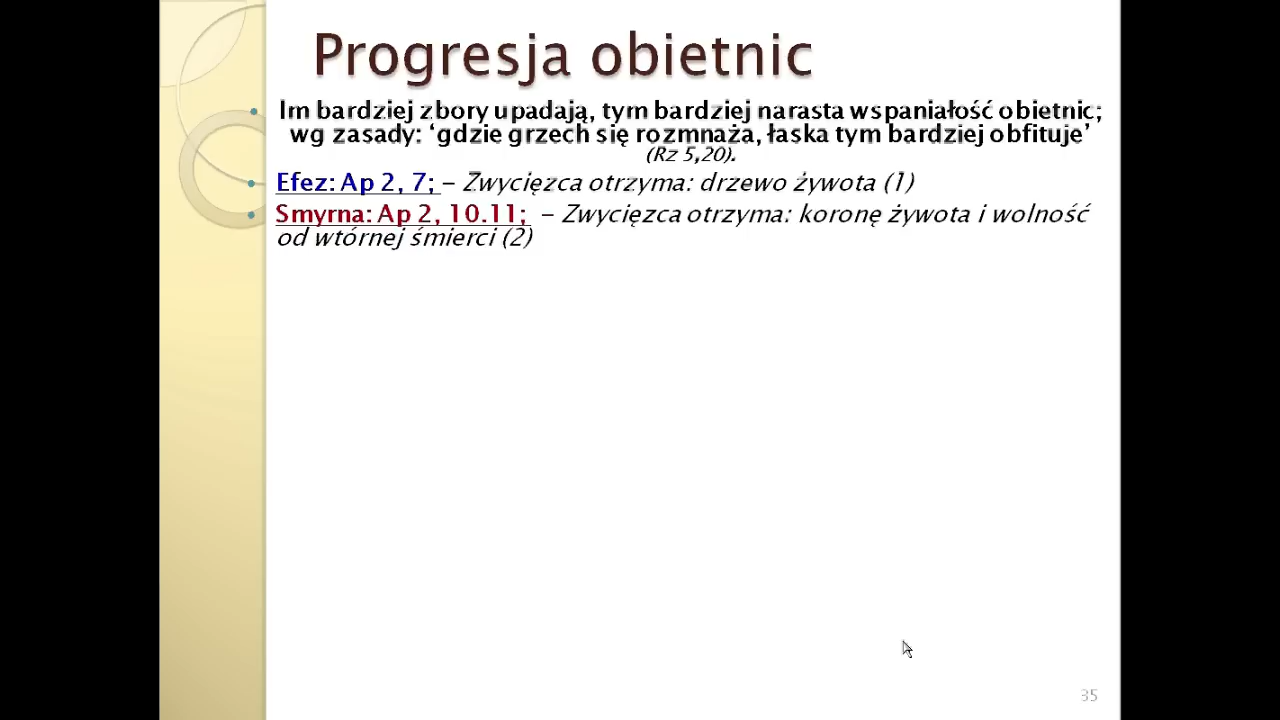 Progresja obietnic
Im bardziej zbory upadają, tym bardziej narasta wspaniałość obietnic;
wg zasady: ‘gdzie grzech się rozmnaża, łaska tym bardziej obfituje’
(Rz 5,20).
Efez: Ap 2, 7; – Zwycięzca otrzyma: drzewo żywota (1)
Smyrna: Ap 2, 10.11; – Zwycięzca otrzyma: koronę żywota i wolność
od wtórnej śmierci (2)
35